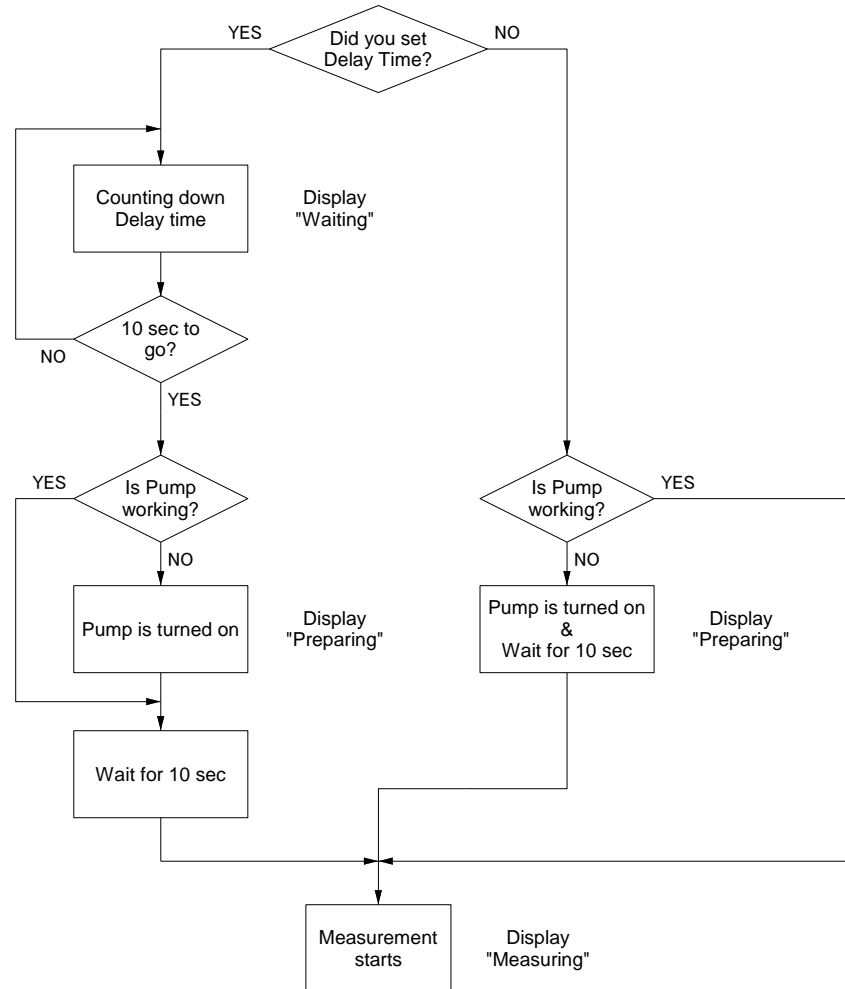 YES
Did you set
Delay Time?
NO
Counting down
Delay time
Display
"Waiting"
10 sec to
go?
NO
YES
YES
Is Pump
working?
NO
Is Pump
working?
YES
NO
Pump is turned on
Display
"Preparing"
Pump is turned on
&
Wait for 10 sec
Display
"Preparing"
Wait for 10 sec
Measurement
starts
Display
"Measuring"